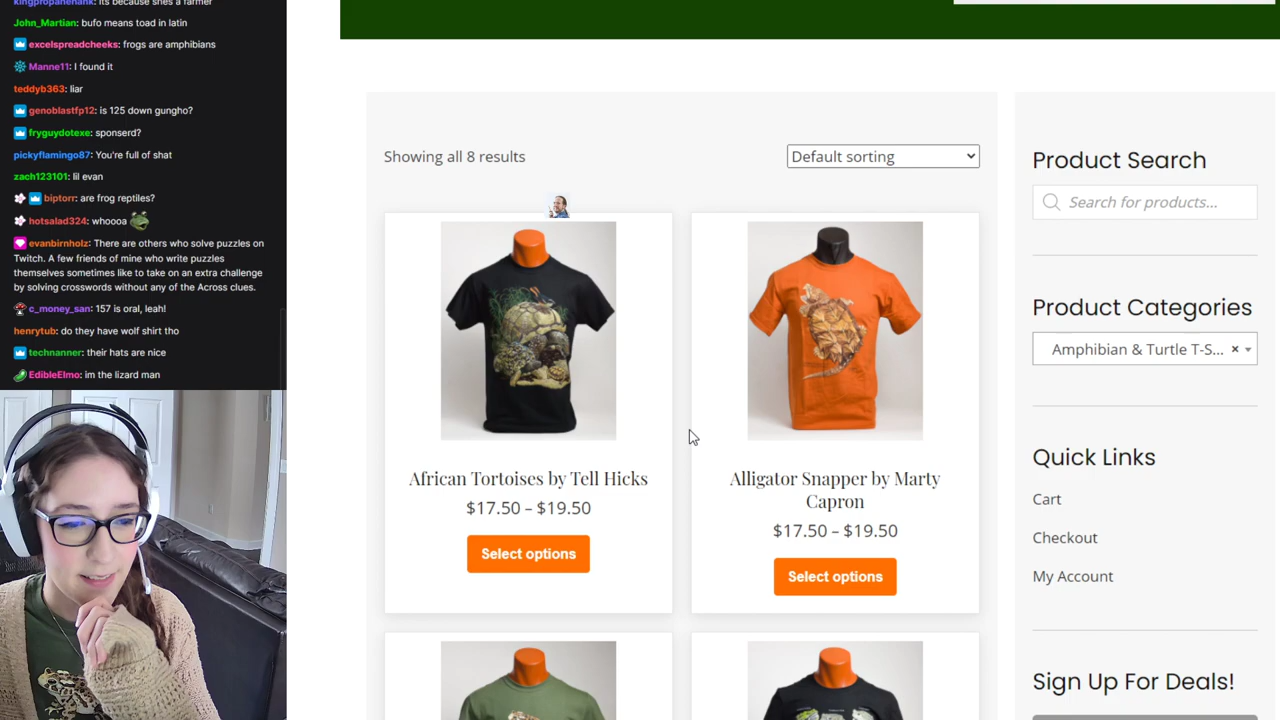 kingpropanehank: its because shes a farmer
John_Martian: bufo means toad in latin
excelspreadcheeks: frogs are amphibians
Manne11: I found it
teddyb363: liar
genoblastfp12: is 125 down gungho?
fryguydotexe: sponserd?
pickyflamingo87: You're full of shat
zach123101: lil evan
biptorr: are frog reptiles?
hotsalad324: whoooa
evanbirnholz: There are others who solve puzzles on
Twitch. A few friends of mine who write puzzles
themselves sometimes like to take on an extra challenge
by solving crosswords without any of the Across clues.
c_money_san: 157 is oral, leah!
henrytub: do they have wolf shirt tho
technanner: their hats are nice
EdibleElmo: im the lizard man
Showing all 8 results
Default sorting
African Tortoises by Tell Hicks
$17.50 – $19.50
Select options
Alligator Snapper by Marty
Capron
$17.50 – $19.50
Select options
Product Search
Search for products...
Product Categories
Amphibian & Turtle T-S... ×
Quick Links
Cart
Checkout
My Account
Sign Up For Deals!